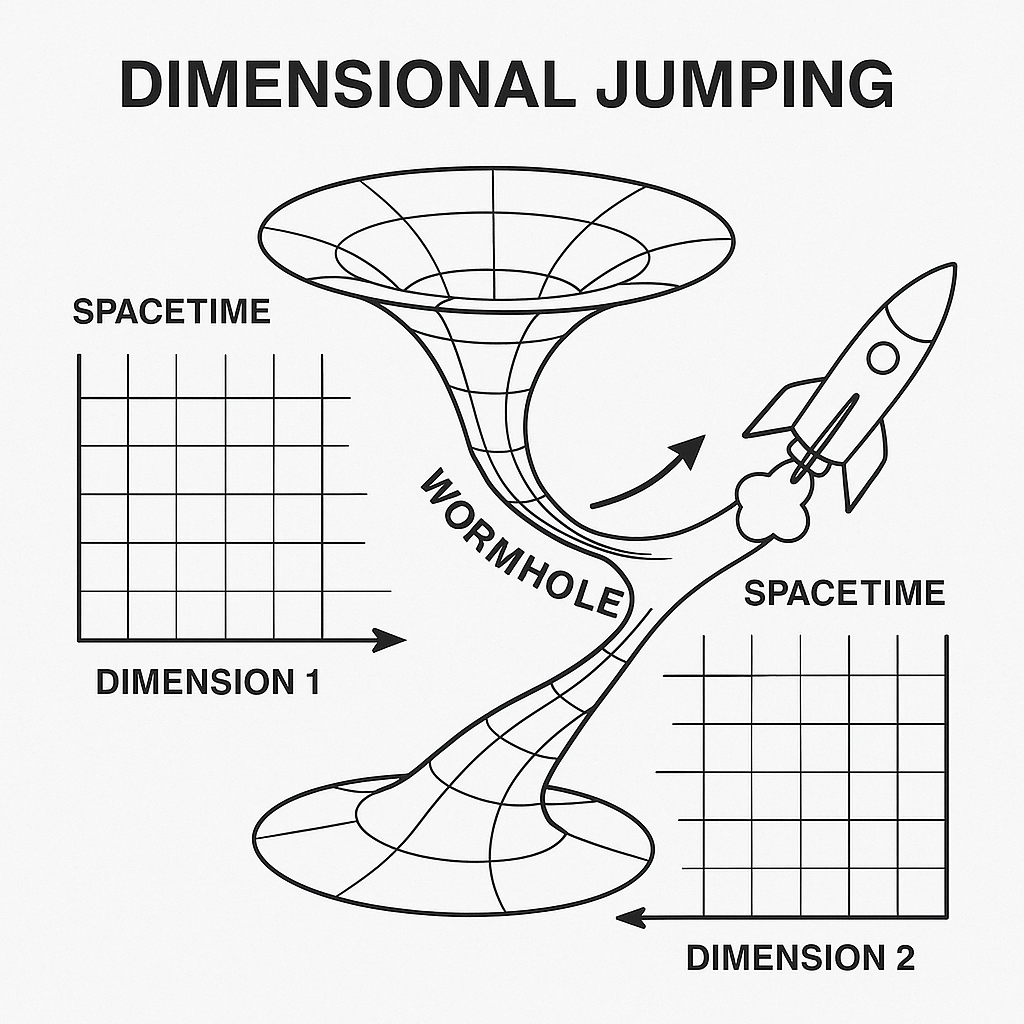 DIMENSIONAL JUMPING
SPACETIME
WORMHOLE
DIMENSION 1
SPACETIME
DIMENSION 2